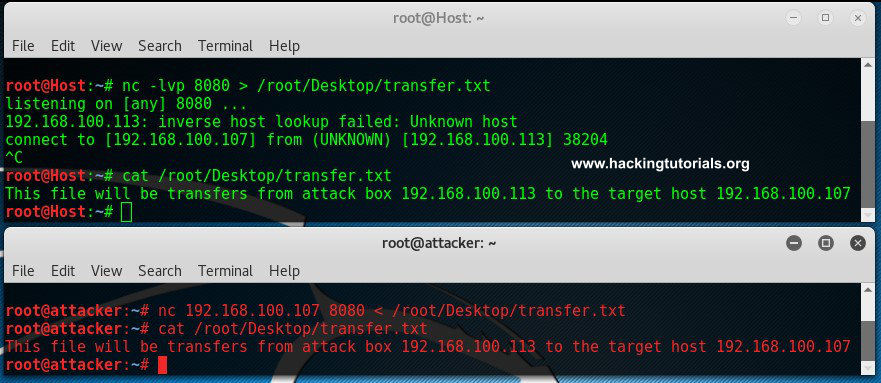 root@Host: ~
File Edit View Search Terminal Help
root@Host:~# nc -lvp 8080 > /root/Desktop/transfer.txt
listening on [any] 8080 ...
192.168.100.113: inverse host lookup failed: Unknown host
connect to [192.168.100.107] from (UNKNOWN) [192.168.100.113] 38204
^C
www.hackingtutorials.org
root@Host:~# cat /root/Desktop/transfer.txt
This file will be transfers from attack box 192.168.100.113 to the target host 192.168.100.107
root@Host:~#
root@attacker: ~
File Edit View Search Terminal Help
root@attacker:~# nc 192.168.100.107 8080 < /root/Desktop/transfer.txt
root@attacker:~# cat /root/Desktop/transfer.txt
This file will be transfers from attack box 192.168.100.113 to the target host 192.168.100.107
root@attacker:~#